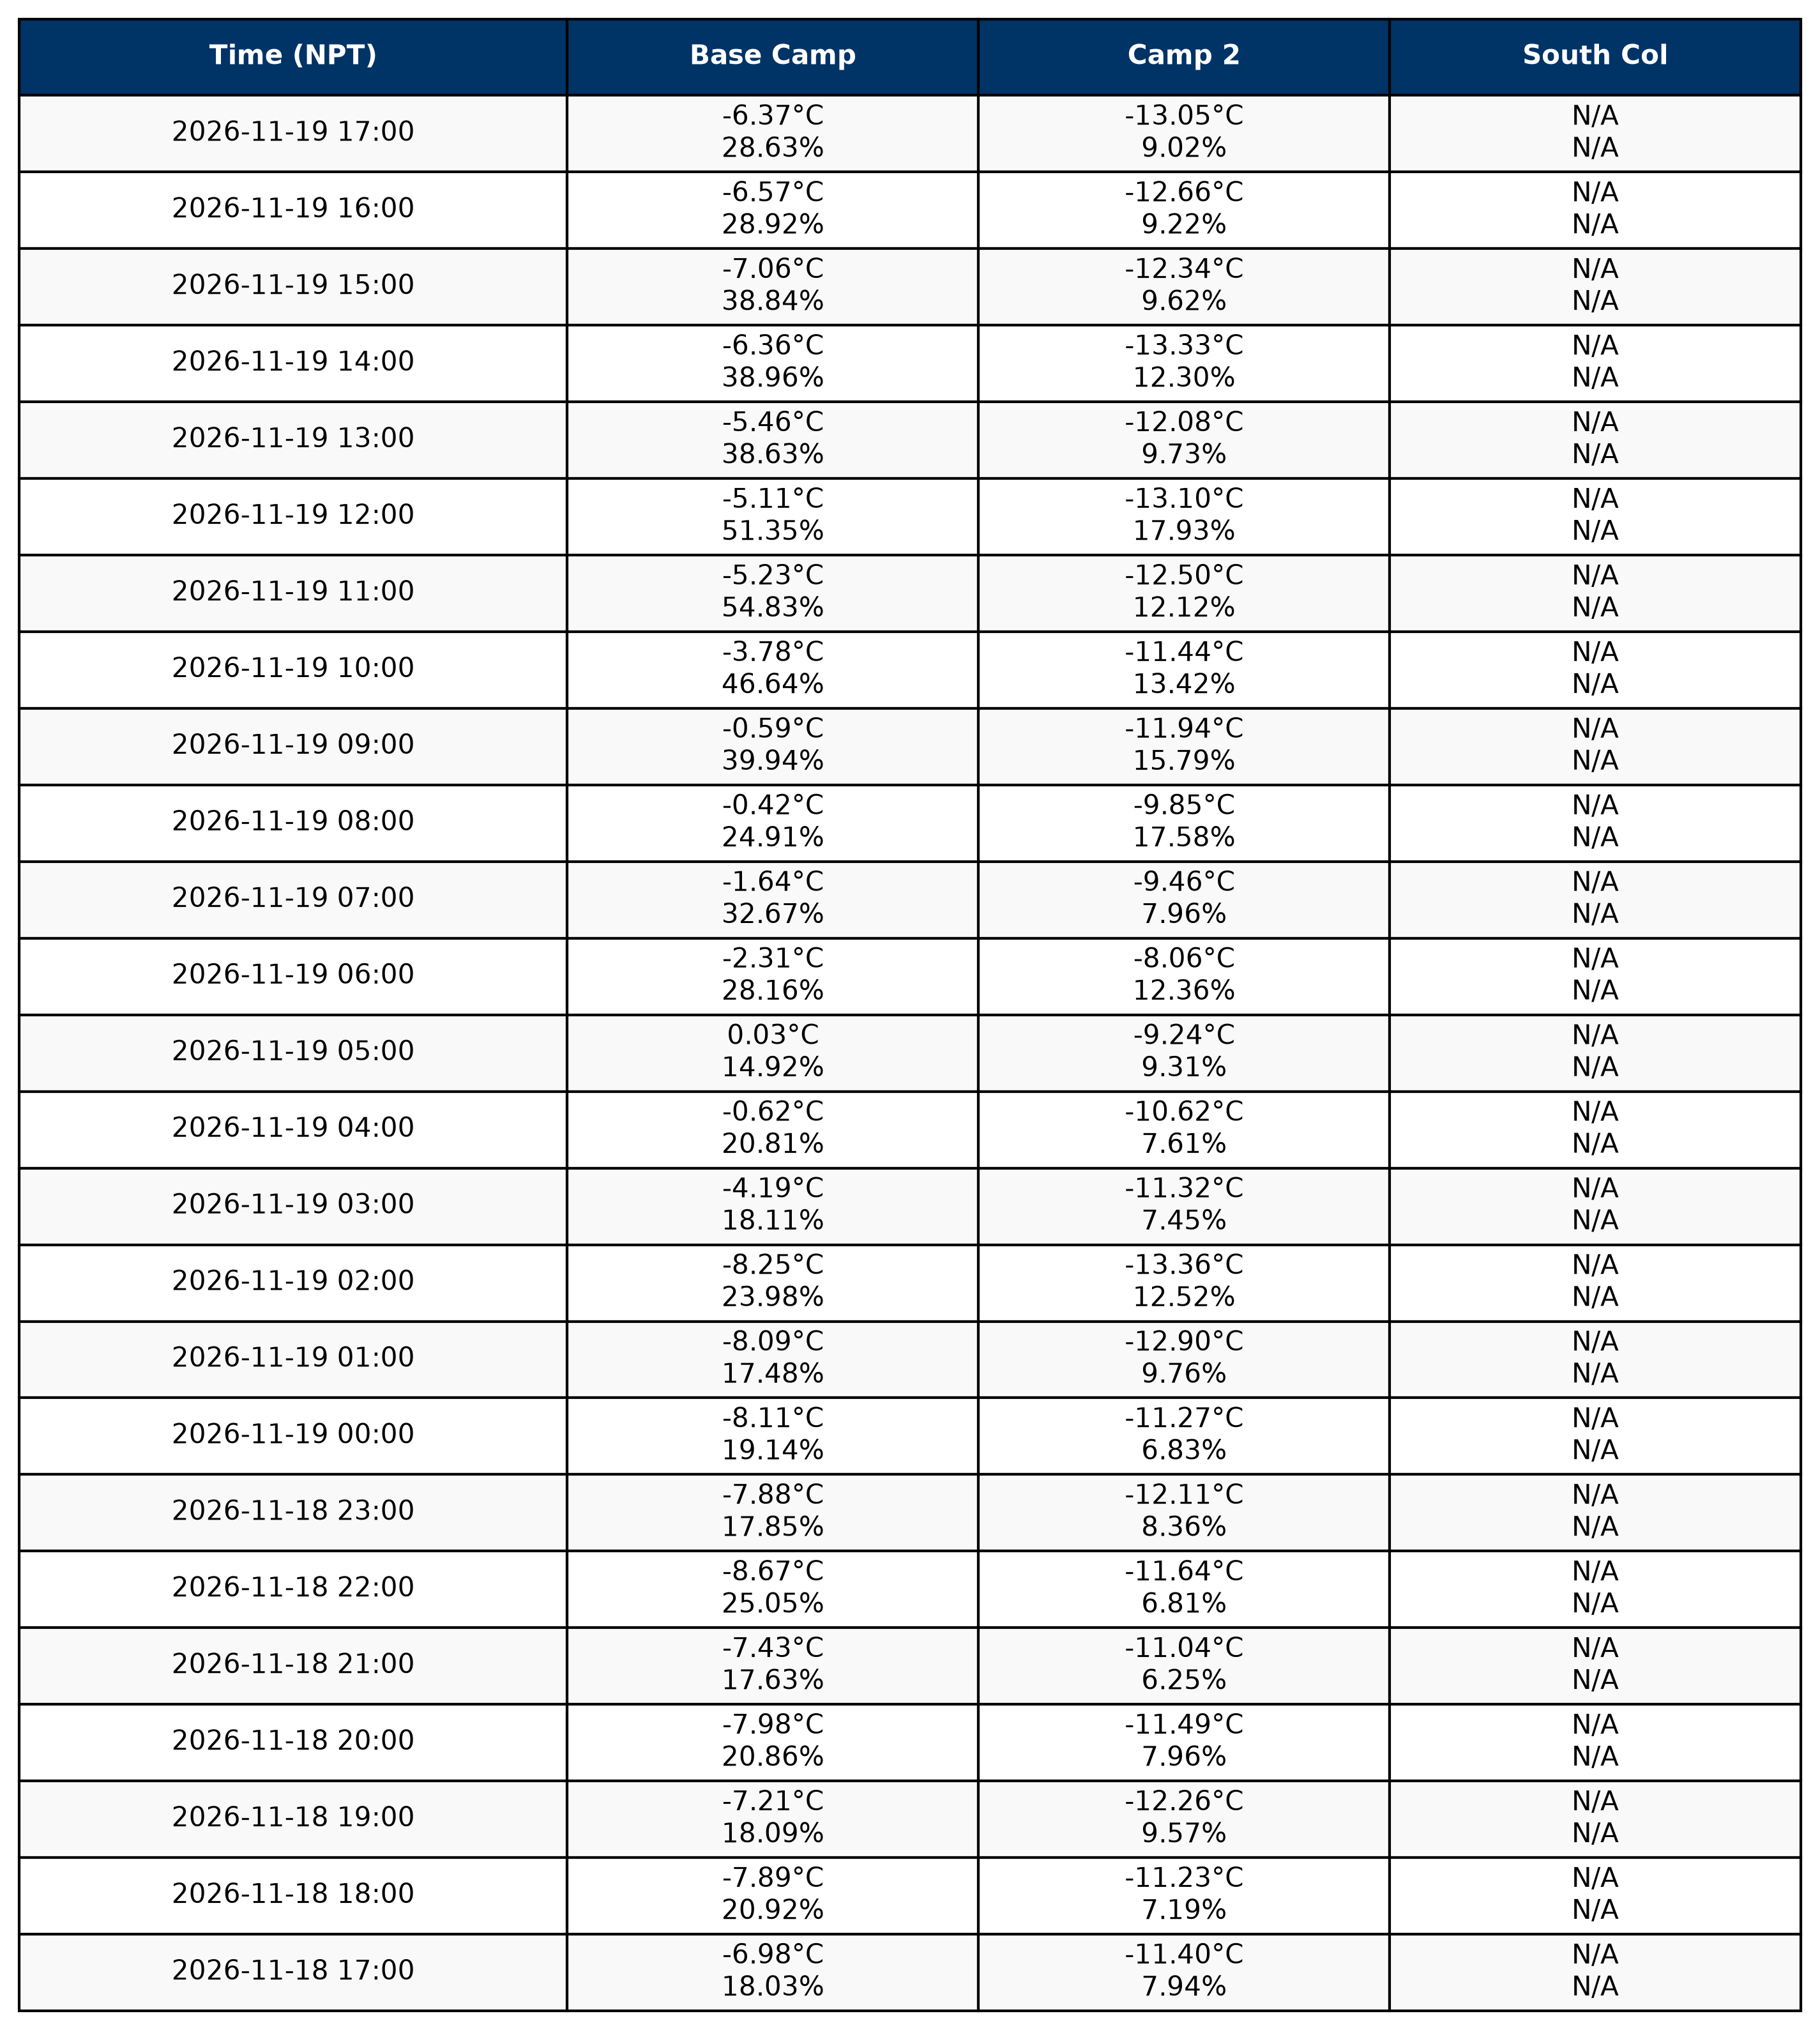 Time (NPT) Base Camp Camp 2 South Col
2026-11-19 17:00 -6.37°C -13.05°C N/A
28.63% 9.02% N/A
2026-11-19 16:00 -6.57°C -12.66°C N/A
28.92% 9.22% N/A
2026-11-19 15:00 -7.06°C -12.34°C N/A
38.84% 9.62% N/A
2026-11-19 14:00 -6.36°C -13.33°C N/A
38.96% 12.30% N/A
2026-11-19 13:00 -5.46°C -12.08°C N/A
38.63% 9.73% N/A
2026-11-19 12:00 -5.11°C -13.10°C N/A
51.35% 17.93% N/A
2026-11-19 11:00 -5.23°C -12.50°C N/A
54.83% 12.12% N/A
2026-11-19 10:00 -3.78°C -11.44°C N/A
46.64% 13.42% N/A
2026-11-19 09:00 -0.59°C -11.94°C N/A
39.94% 15.79% N/A
2026-11-19 08:00 -0.42°C -9.85°C N/A
24.91% 17.58% N/A
2026-11-19 07:00 -1.64°C -9.46°C N/A
32.67% 7.96% N/A
2026-11-19 06:00 -2.31°C -8.06°C N/A
28.16% 12.36% N/A
2026-11-19 05:00 0.03°C -9.24°C N/A
14.92% 9.31% N/A
2026-11-19 04:00 -0.62°C -10.62°C N/A
20.81% 7.61% N/A
2026-11-19 03:00 -4.19°C -11.32°C N/A
18.11% 7.45% N/A
2026-11-19 02:00 -8.25°C -13.36°C N/A
23.98% 12.52% N/A
2026-11-19 01:00 -8.09°C -12.90°C N/A
17.48% 9.76% N/A
2026-11-19 00:00 -8.11°C -11.27°C N/A
19.14% 6.83% N/A
2026-11-18 23:00 -7.88°C -12.11°C N/A
17.85% 8.36% N/A
2026-11-18 22:00 -8.67°C -11.64°C N/A
25.05% 6.81% N/A
2026-11-18 21:00 -7.43°C -11.04°C N/A
17.63% 6.25% N/A
2026-11-18 20:00 -7.98°C -11.49°C N/A
20.86% 7.96% N/A
2026-11-18 19:00 -7.21°C -12.26°C N/A
18.09% 9.57% N/A
2026-11-18 18:00 -7.89°C -11.23°C N/A
20.92% 7.19% N/A
2026-11-18 17:00 -6.98°C -11.40°C N/A
18.03% 7.94% N/A